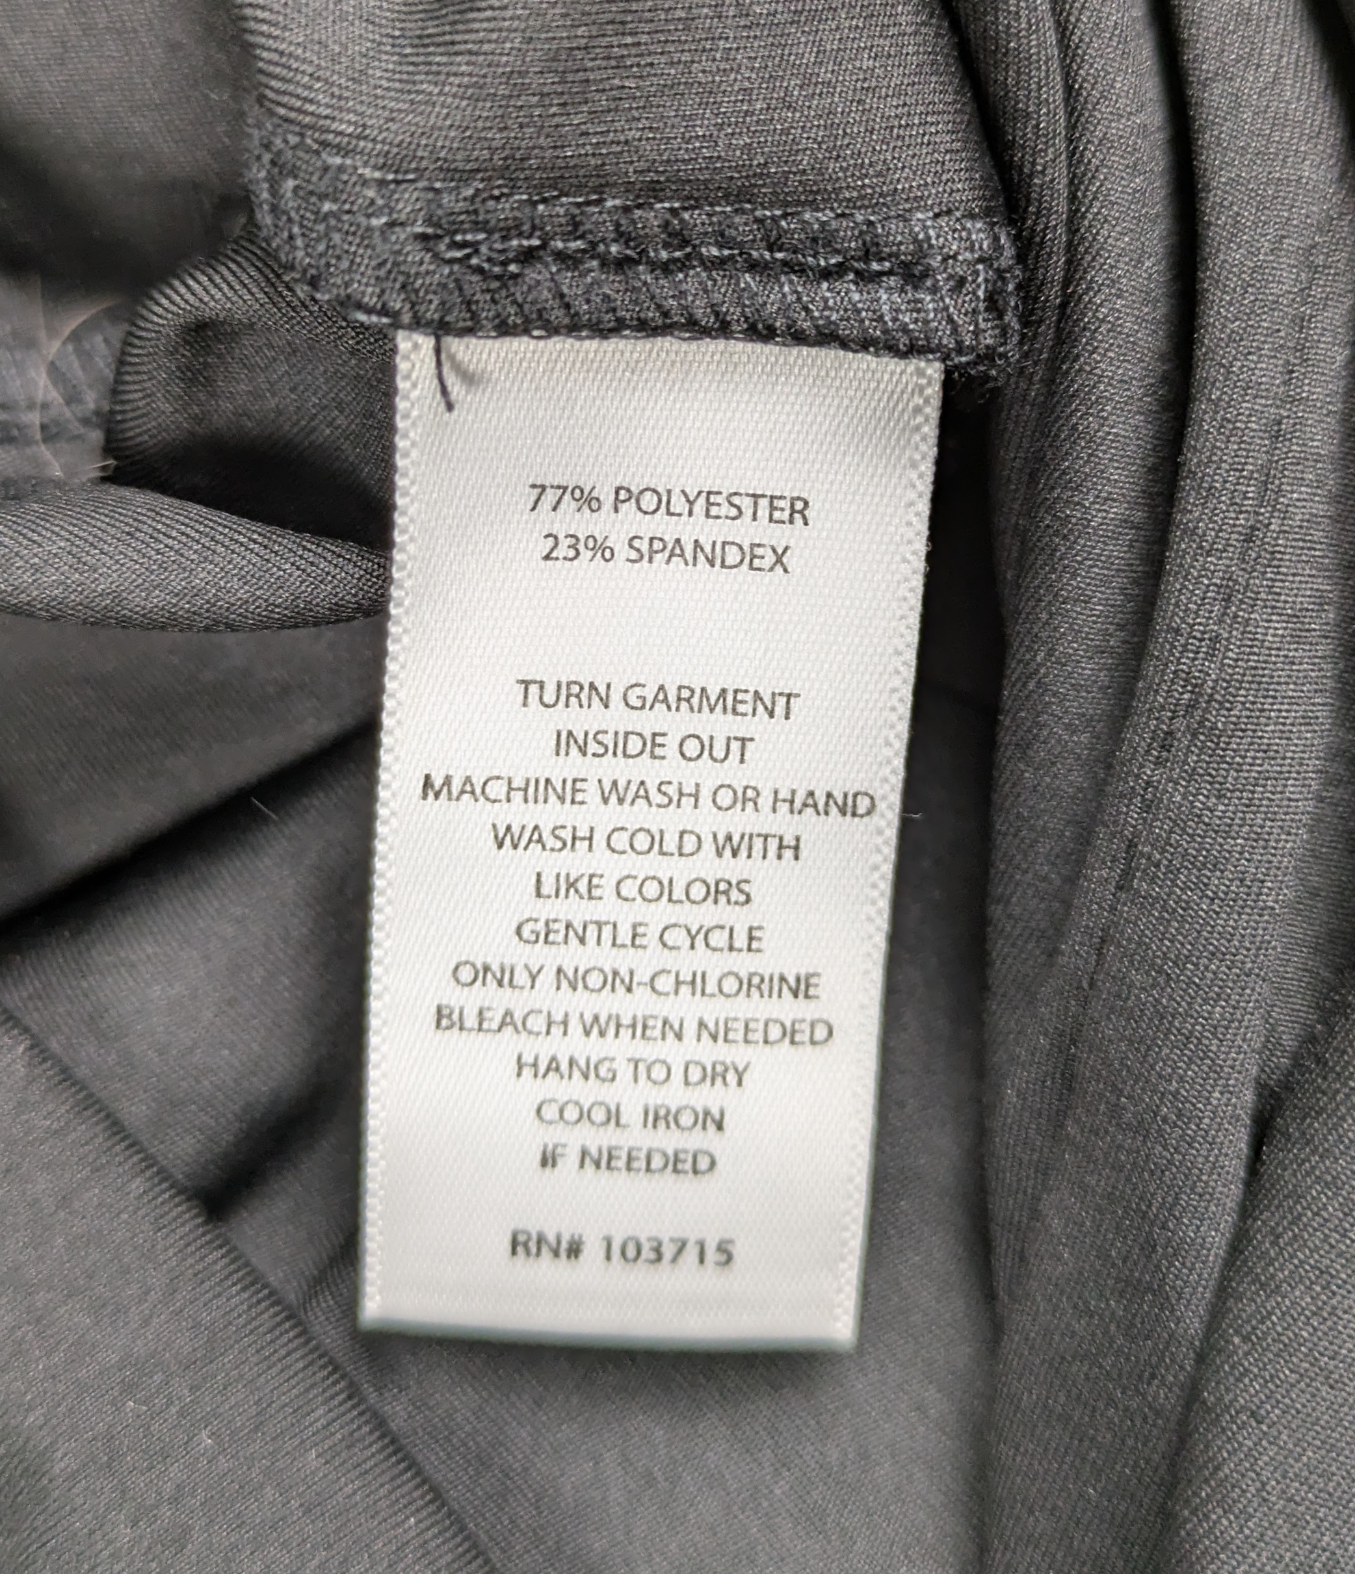 77% POLYESTER
23% SPANDEX
TURN GARMENT
INSIDE OUT
MACHINE WASH OR HAND
WASH COLD WITH
LIKE COLORS
GENTLE CYCLE
ONLY NON-CHLORINE
BLEACH WHEN NEEDED
HANG TO DRY
COOL IRON
IF NEEDED
RN# 103715